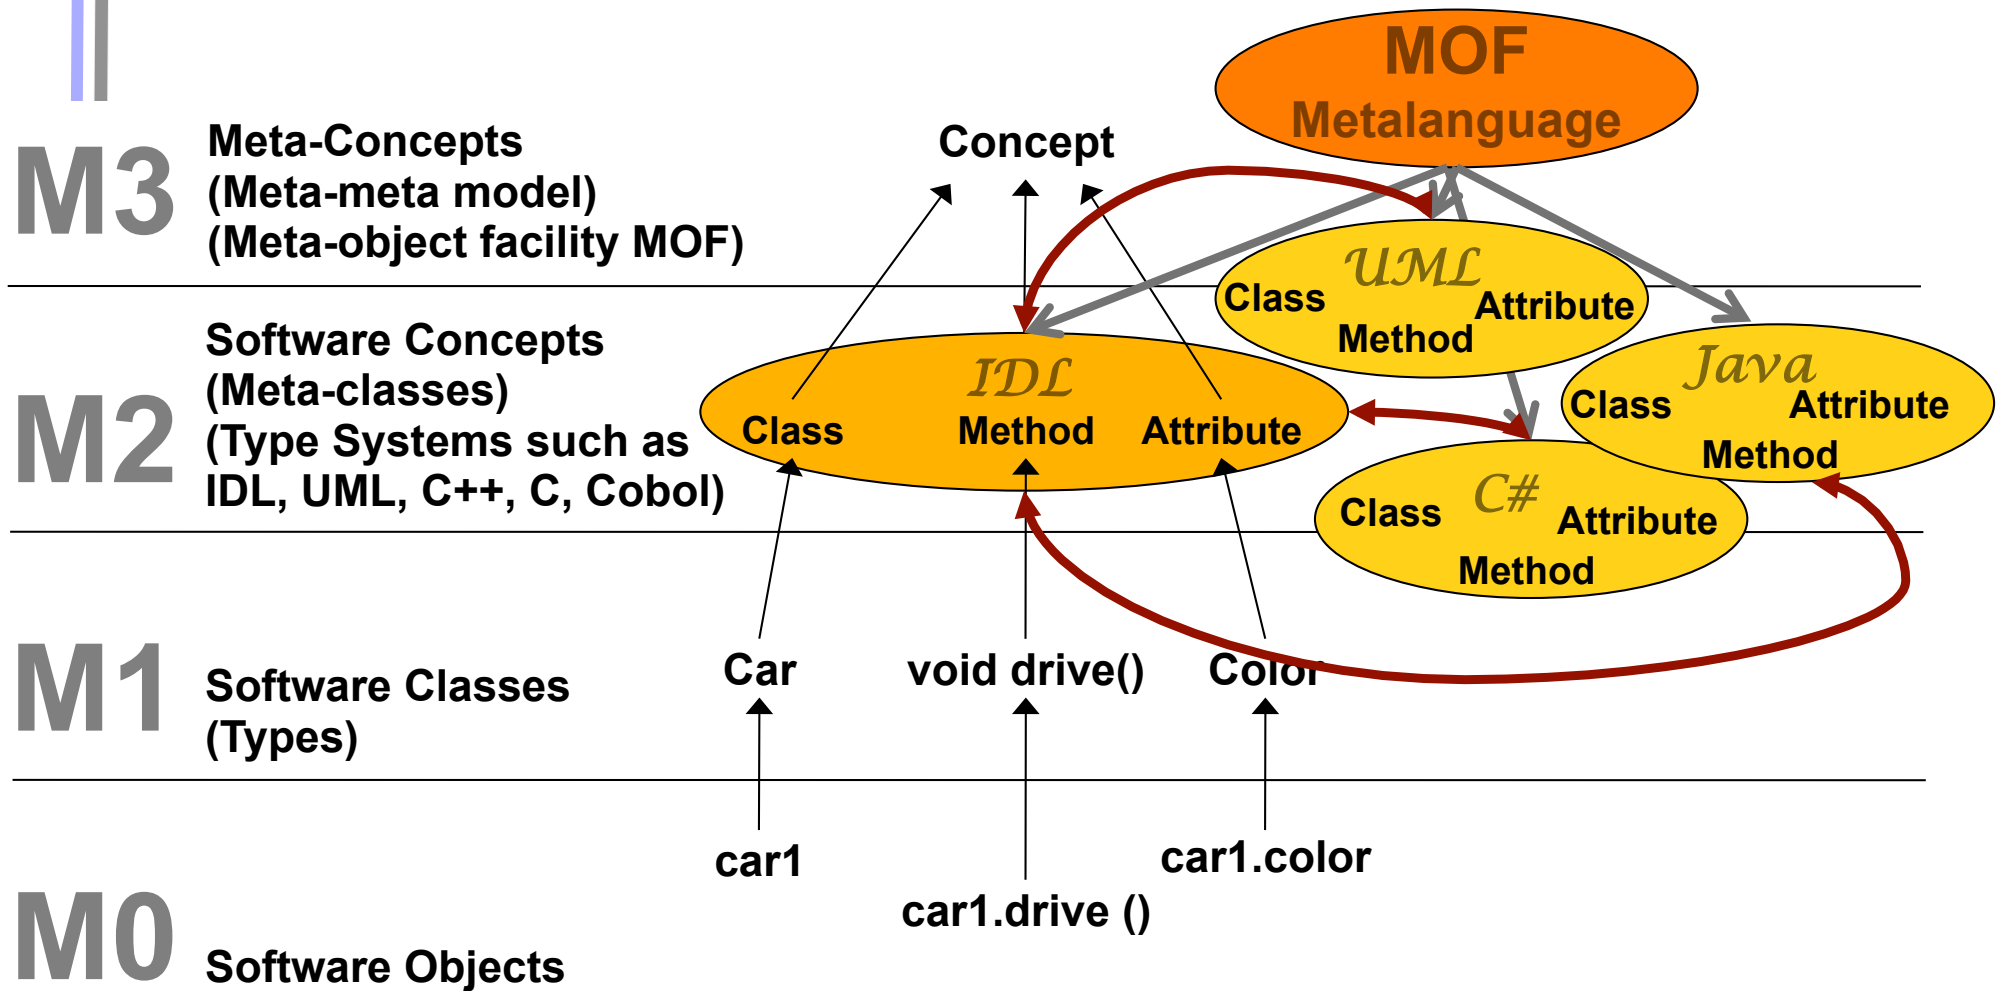 MOF
Metalanguage
M3
Meta-Concepts
(Meta-meta model)
(Meta-object facility MOF)
Concept
UML
Class
Attribute
Method
M2
Software Concepts
(Meta-classes)
(Type Systems such as
IDL, UML, C++, C, Cobol)
IDL
Class
Method
Attribute
Java
Class
Attribute
Method
C#
Class
Attribute
Method
M1
Software Classes
(Types)
Car
void drive()
Color
M0
Software Objects
car1
car1.drive ()
car1.color